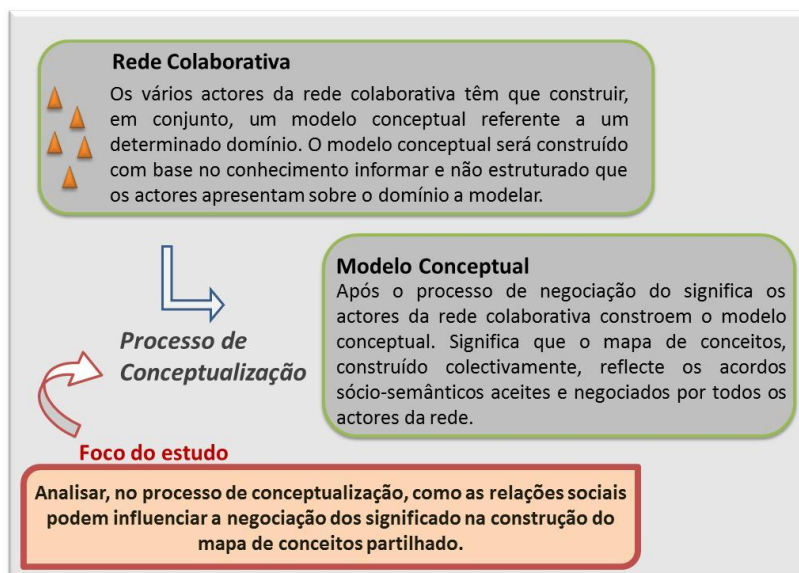 Rede Colaborativa
Os vários actores da rede colaborativa têm que construir,
em conjunto, um modelo conceptual referente a um
determinado domínio. O modelo conceptual será construído
com base no conhecimento informar e não estruturado que
os actores apresentam sobre o domínio a modelar.
Modelo Conceptual
Após o processo de negociação do significa os
actores da rede colaborativa constroem o modelo
conceptual. Significa que o mapa de conceitos,
construído colectivamente, reflecte os acordos
sócio-semânticos aceites e negociados por todos os
actores da rede.
Processo de
Conceptualização
Foco do estudo
Analisar, no processo de conceptualização, como as relações sociais
podem influenciar a negociação dos significado na construção do
mapa de conceitos partilhado.